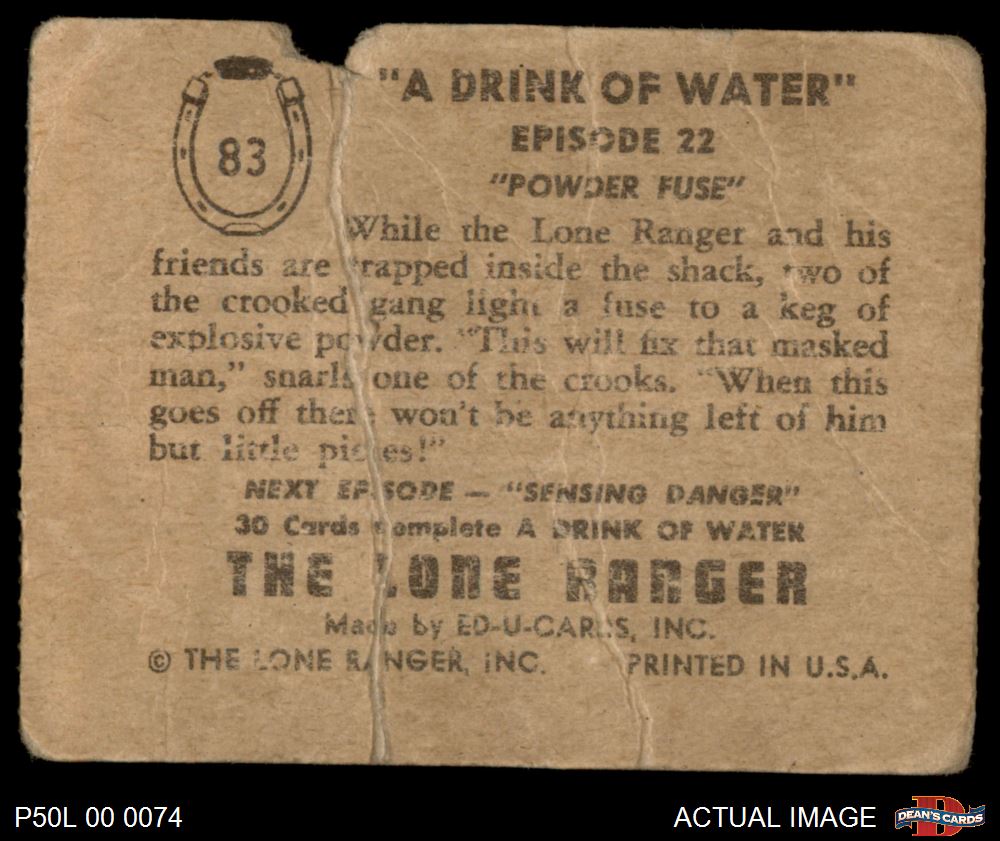 83
"A DRINK OF WATER"
EPISODE 22
"POWDER FUSE"
While the Lone Ranger and his
friends are trapped inside the shack, two of
the crooked gang light a fuse to a keg of
explosive powder. "This will fix that masked
man," snarls one of the crooks. "When this
goes off there won't be anything left of him
but little pieces!"
NEXT EPISODE — "SENSING DANGER"
30 Cards Complete A DRINK OF WATER
THE LONE RANGER
Made by ED-U-CARDS, INC.
© THE LONE RANGER, INC. PRINTED IN U.S.A.
P50L 00 0074
ACTUAL IMAGE
D
DEAN'S CARDS